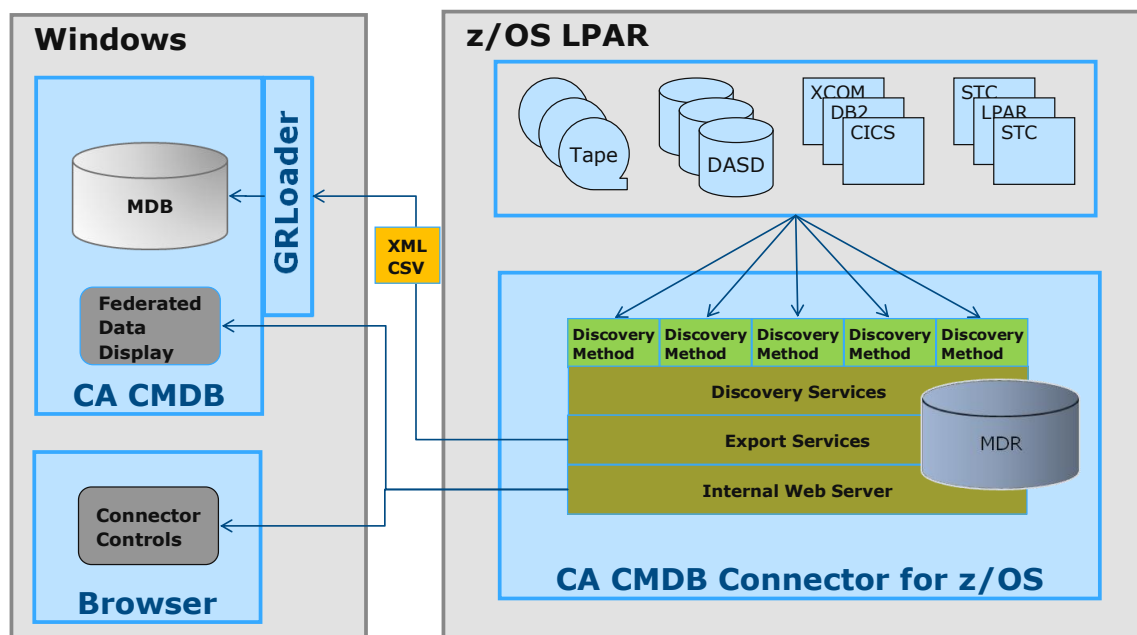 Windows
MDB
GRLoader
Federated
Data
Display
CA CMDB
Connector
Controls
Browser
XML
CSV
z/OS LPAR
Tape
DASD
XCOM
DB2
CICS
STC
LPAR
STC
Discovery
Method
Discovery
Method
Discovery
Method
Discovery
Method
Discovery
Method
Discovery Services
Export Services
Internal Web Server
MDR
CA CMDB Connector for z/OS